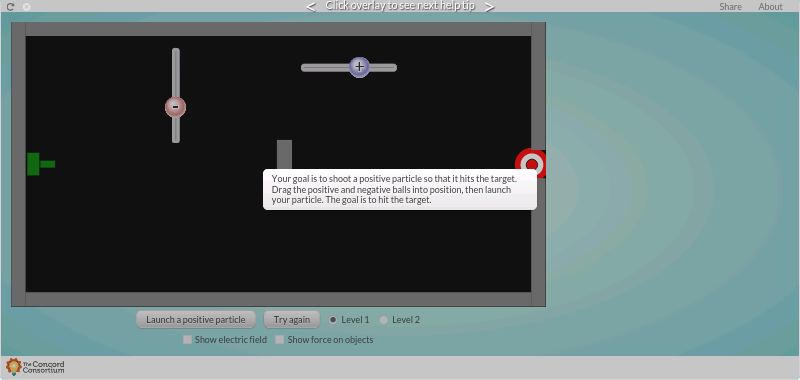 < Click overlay to see next help tip >
Share About
+
-
Your goal is to shoot a positive particle so that it hits the target.
Drag the positive and negative balls into position, then launch
your particle. The goal is to hit the target.
Launch a positive particle Try again Level 1 Level 2
Show electric field Show force on objects
The Concord
Consortium